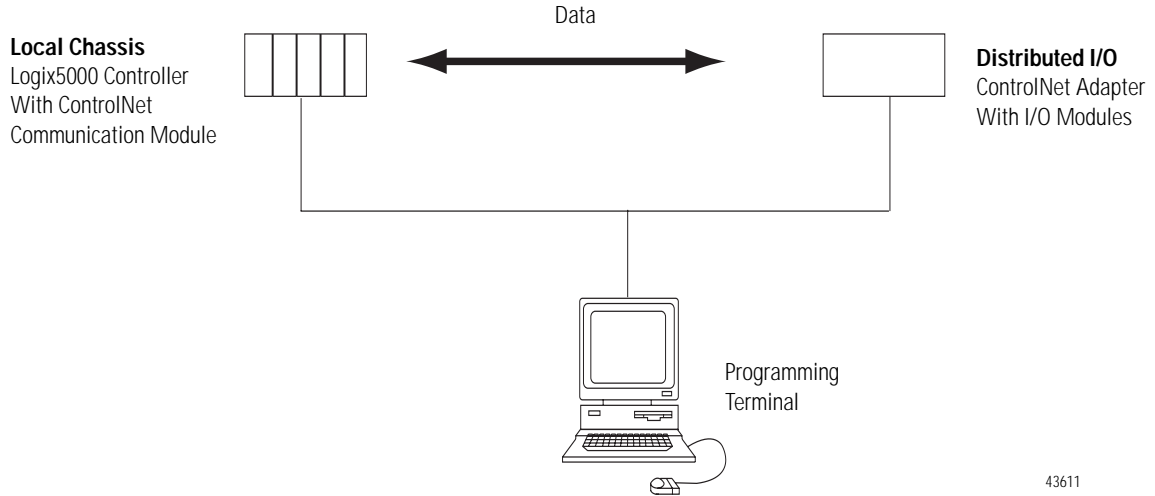 Data
Local Chassis
Logix5000 Controller
With ControlNet
Communication Module
Distributed I/O
ControlNet Adapter
With I/O Modules
Programming
Terminal
43611